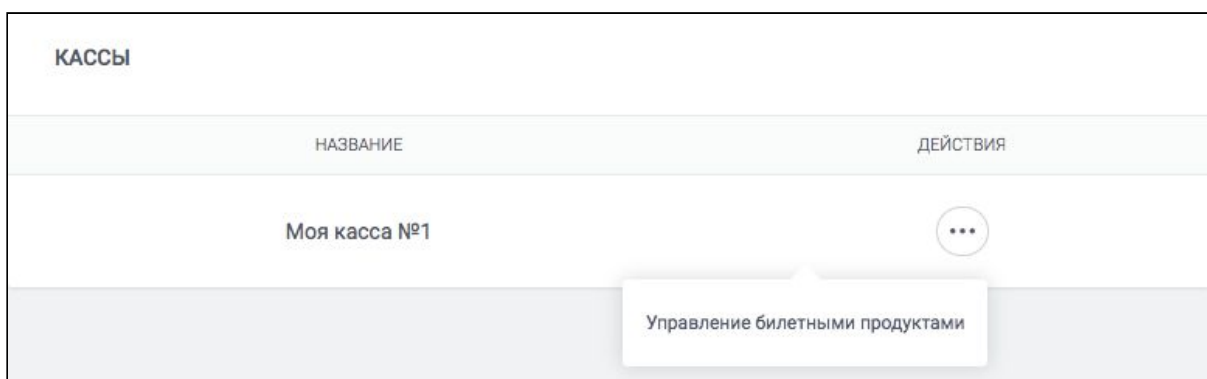 КАССЫ
НАЗВАНИЕ ДЕЙСТВИЯ
Моя касса №1
Управление билетными продуктами